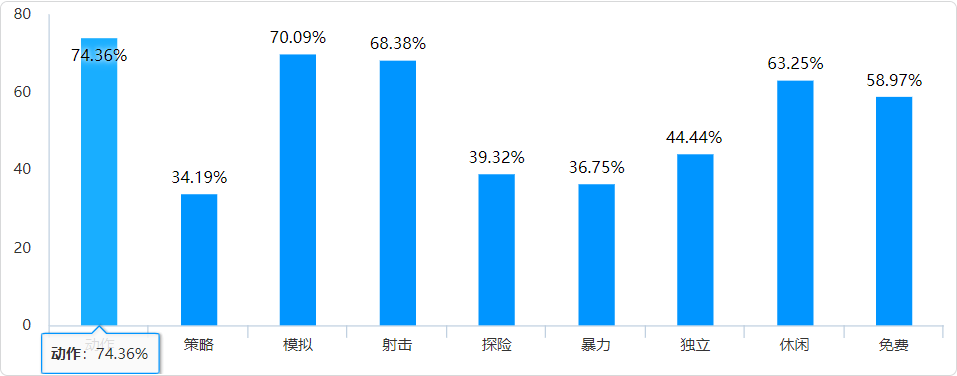 80
60
40
20
0
74.36%
34.19%
70.09%
68.38%
39.32%
36.75%
44.44%
63.25%
58.97%
动作
策略
模拟
射击
探险
暴力
独立
休闲
免费
动作: 74.36%